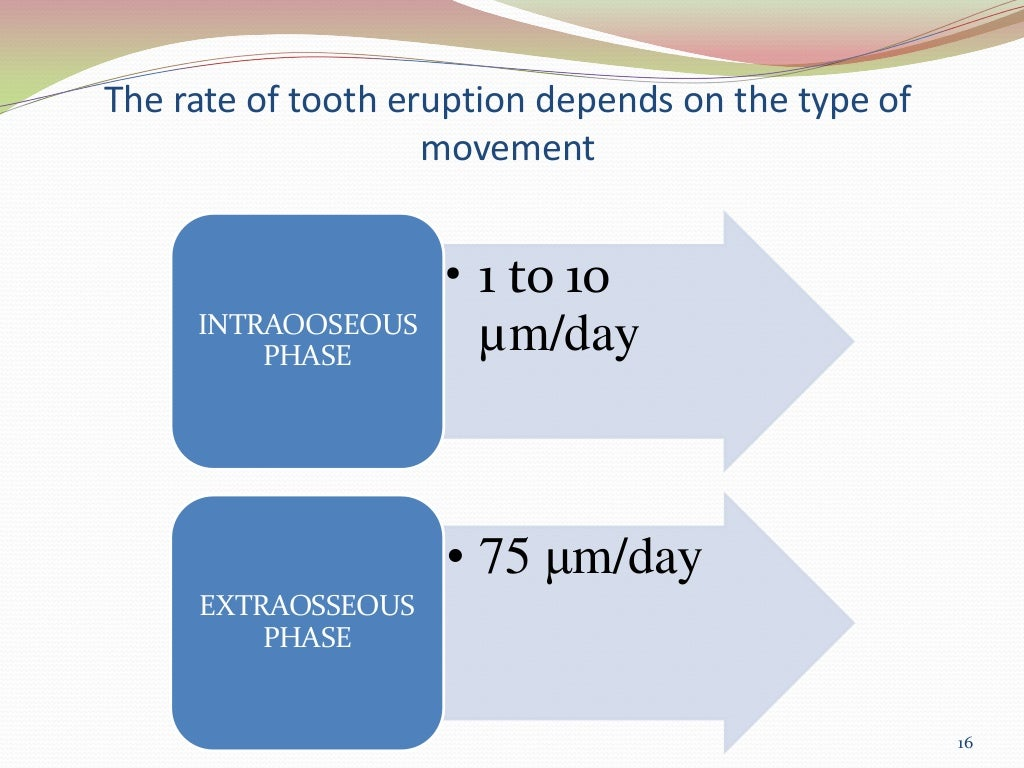 The rate of tooth eruption depends on the type of
movement
INTRAOOSEOUS
PHASE
• 1 to 10
µm/day
EXTRAOSSEOUS
PHASE
• 75 µm/day
16